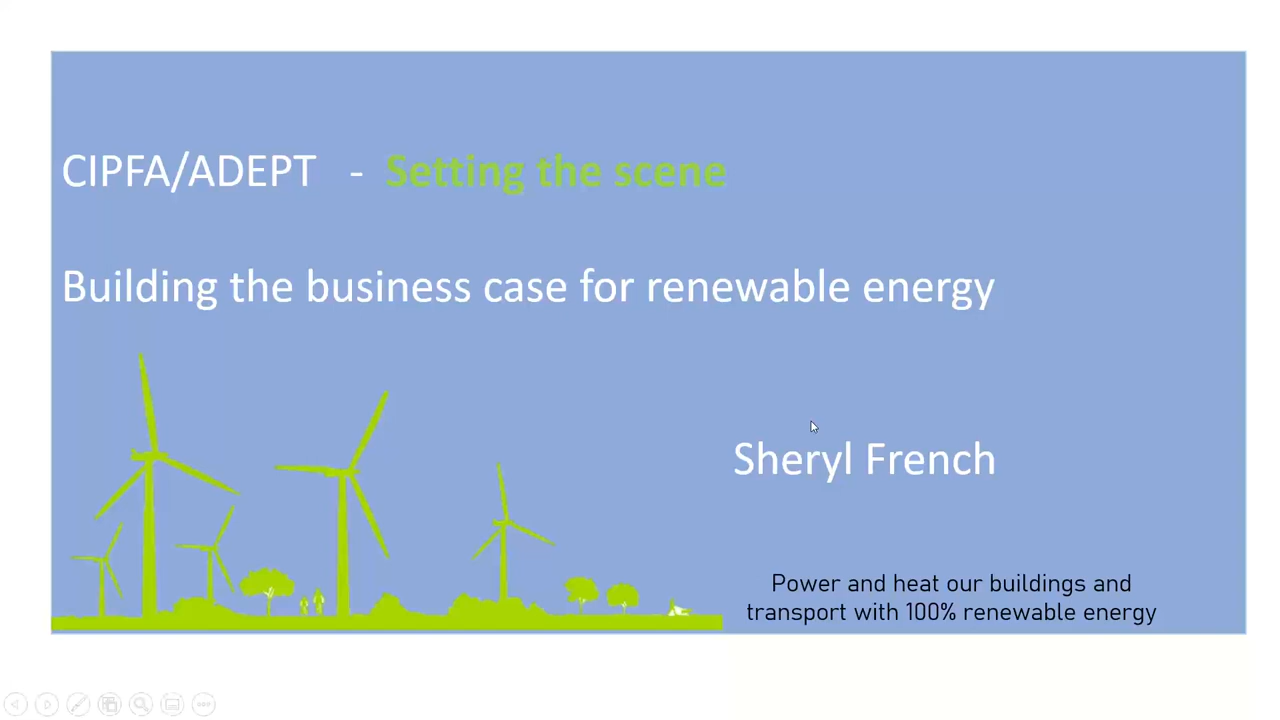 CIPFA/ADEPT - Setting the scene
Building the business case for renewable energy
Sheryl French
Power and heat our buildings and
transport with 100% renewable energy